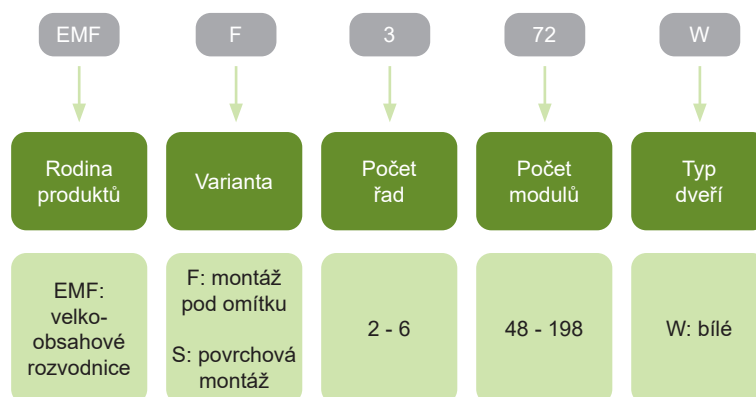 EMF
F
3
72
W
Rodina
produktů
Varianta
Počet
řad
Počet
modulů
Typ
dveří
EMF:
velko-
obsahové
rozvodnice
F: montáž
pod omítku
S: povrchová
montáž
2 - 6
48 - 198
W: bílé